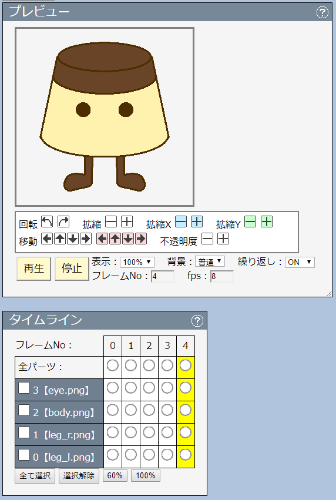 プレビュー ?
回転 拡縮 拡縮X 拡縮Y
移動 不透明度
再生 停止 表示：100% 背景：普通 繰り返し：ON
フレームNo：4 fps：8
タイムライン ?
フレームNo： 0 1 2 3 4
全パーツ：
3【eye.png】
2【body.png】
1【leg_r.png】
0【leg_l.png】
全て選択 選択解除 60% 100%